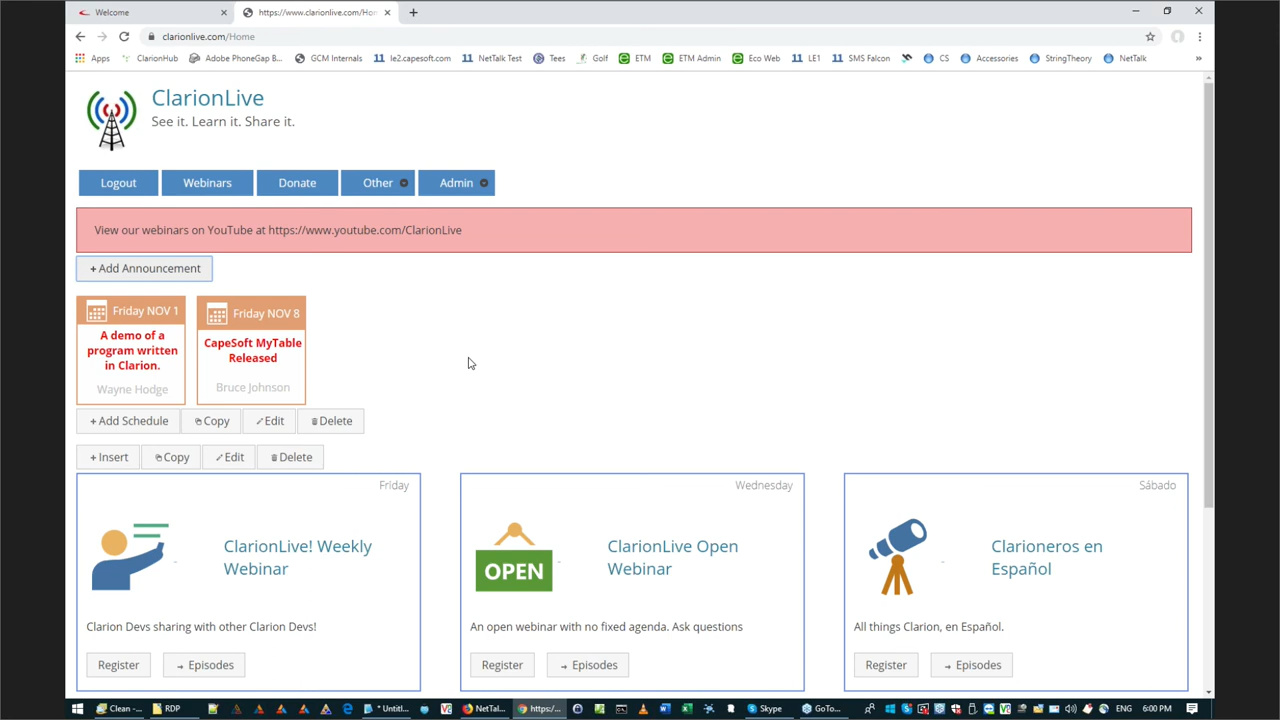 Welcome
https://www.clarionlive.com/Hom
clarionlive.com/Home
Apps ClarionHub Adobe PhoneGap B... GCM Internals le2.capesoft.com NetTalk Test Tees Golf ETM ETM Admin Eco Web LE1 SMS Falcon CS Accessories StringTheory NetTalk »
ClarionLive
See it. Learn it. Share it.
Logout Webinars Donate Other Admin
View our webinars on YouTube at https://www.youtube.com/ClarionLive
+ Add Announcement
Friday NOV 1
A demo of a
program written
in Clarion.
Wayne Hodge
Friday NOV 8
CapeSoft MyTable
Released
Bruce Johnson
+ Add Schedule Copy Edit Delete
+ Insert Copy Edit Delete
Friday
ClarionLive! Weekly
Webinar
Clarion Devs sharing with other Clarion Devs!
Register → Episodes
Wednesday
OPEN
ClarionLive Open
Webinar
An open webinar with no fixed agenda. Ask questions
Register → Episodes
Sábado
Clarioneros en
Español
All things Clarion, en Español.
Register → Episodes
Clean -... RDP * Untitl... NetTal... https:/... Skype GoTo... ENG 6:00 PM